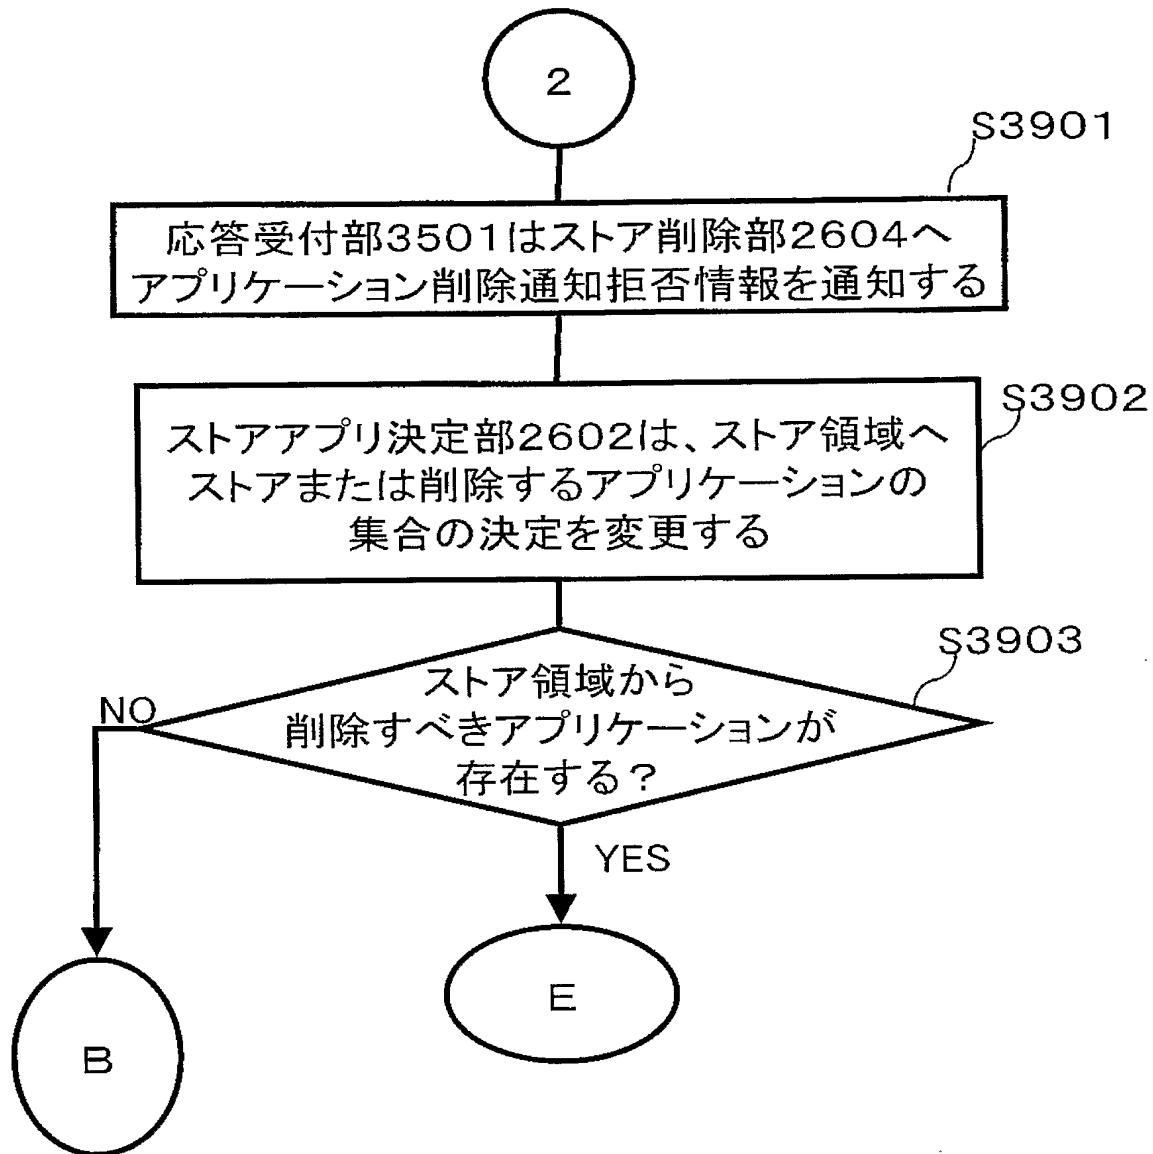 2
S3901
応答受付部3501はストア削除部2604へ
アプリケーション削除通知拒否情報を通知する
S3902
ストアアプリ決定部2602は、ストア領域へ
ストアまたは削除するアプリケーションの
集合の決定を変更する
S3903
ストア領域から
削除すべきアプリケーションが
存在する?
NO
YES
E
B